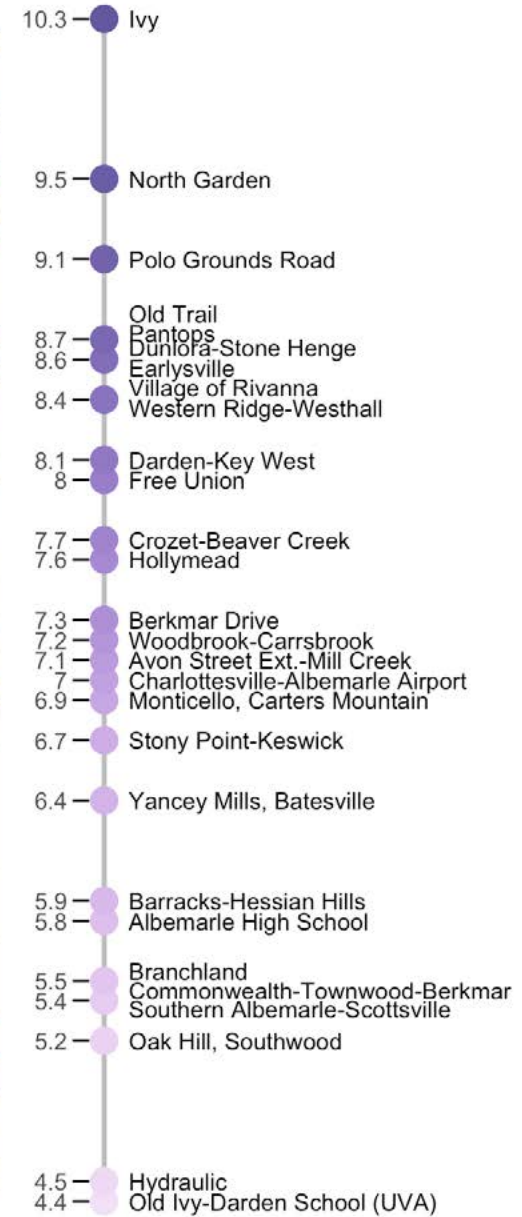 10.3 Ivy
9.5 North Garden
9.1 Polo Grounds Road
Old Trail
8.7 Pantops
Dunlora-Stone Henge
8.6
Earlysville
Village of Rivanna
8.4
Western Ridge-Westhall
8.1 Darden-Key West
8 Free Union
7.7 Crozet-Beaver Creek
7.6 Hollymead
7.3 Berkmar Drive
7.2 Woodbrook-Carrsbrook
7.1 Avon Street Ext.-Mill Creek
7 Charlottesville-Albemarle Airport
6.9 Monticello, Carters Mountain
6.7 Stony Point-Keswick
6.4 Yancey Mills, Batesville
5.9 Barracks-Hessian Hills
5.8 Albemarle High School
Branchland
5.5
Commonwealth-Townwood-Berkmar
5.4
Southern Albemarle-Scottsville
5.2 Oak Hill, Southwood
4.5 Hydraulic
4.4 Old Ivy-Darden School (UVA)